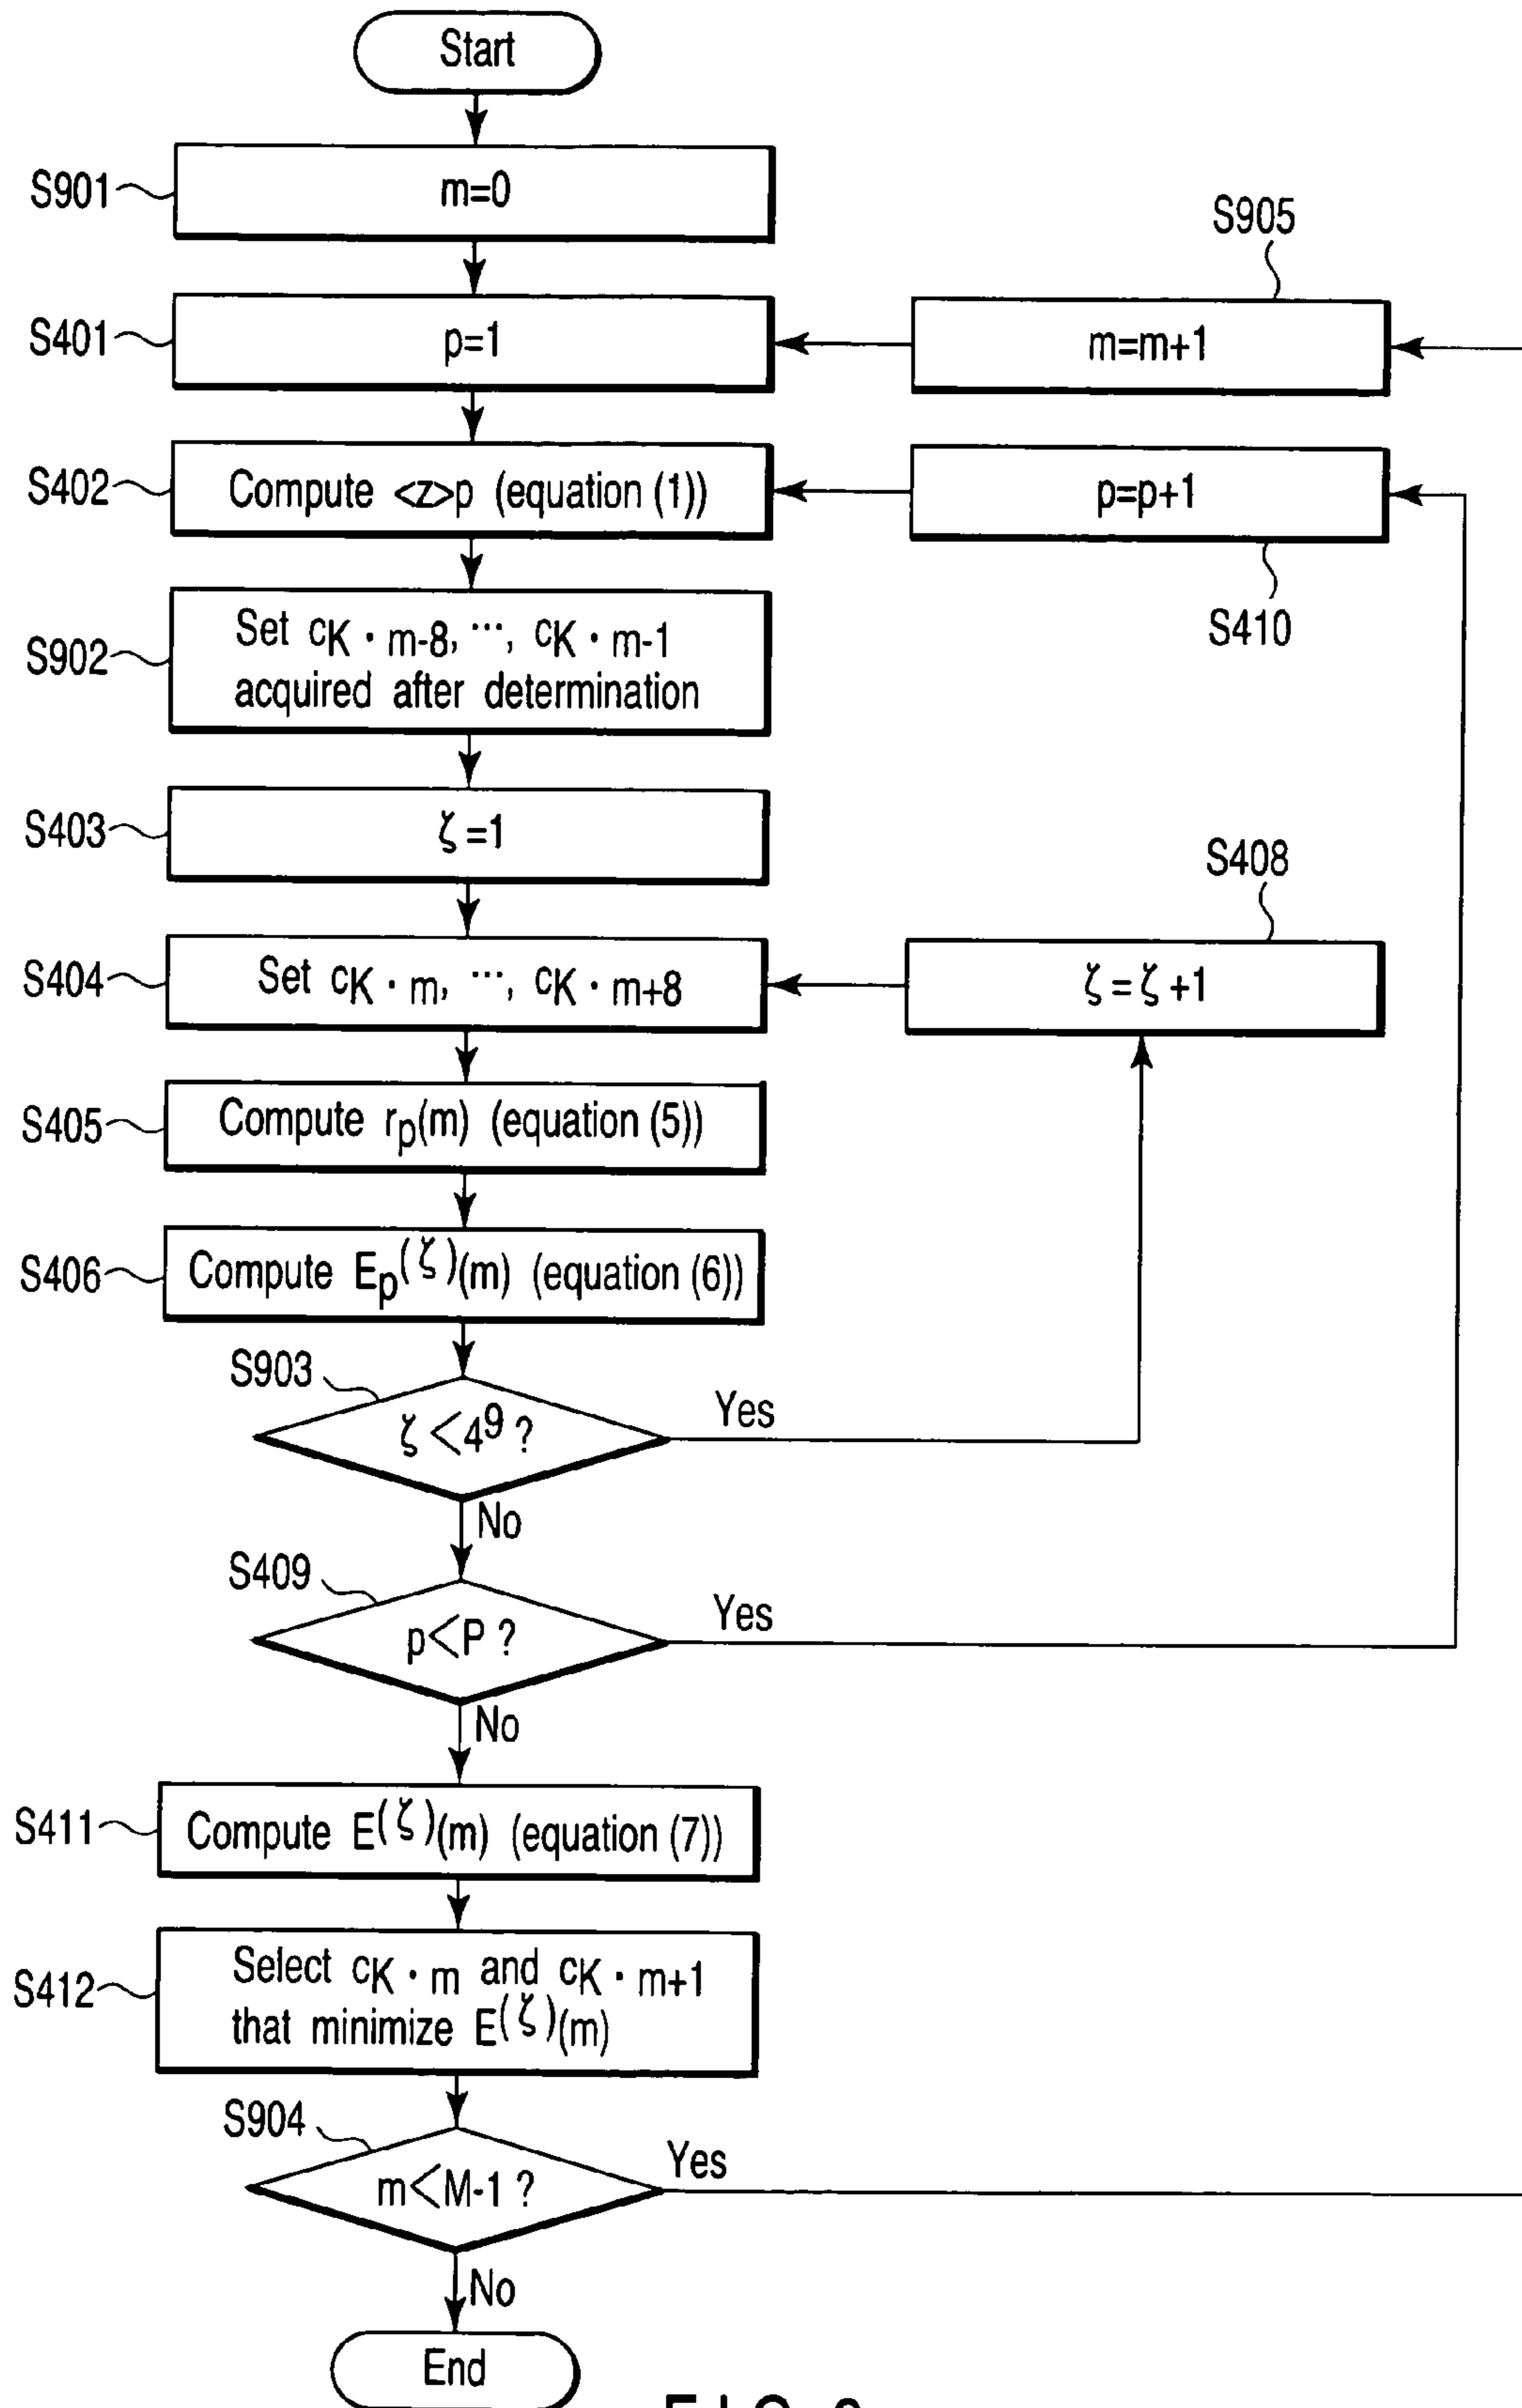 Start
S901
m=0
S905
S401
p=1
m=m+1
S402
Compute <z>p (equation (1))
p=p+1
S410
S902
Set cK・m-8, ···, cK・m-1
acquired after determination
S403
ζ=1
S408
S404
Set cK・m, ···, cK・m+8
ζ=ζ+1
S405
Compute rp(m) (equation (5))
S406
Compute Ep(ζ)(m) (equation (6))
S903
ζ<4^9 ?
Yes
No
S409
p<P ?
Yes
No
S411
Compute E(ζ)(m) (equation (7))
S412
Select cK・m and cK・m+1
that minimize E(ζ)(m)
S904
m<M-1 ?
Yes
No
End